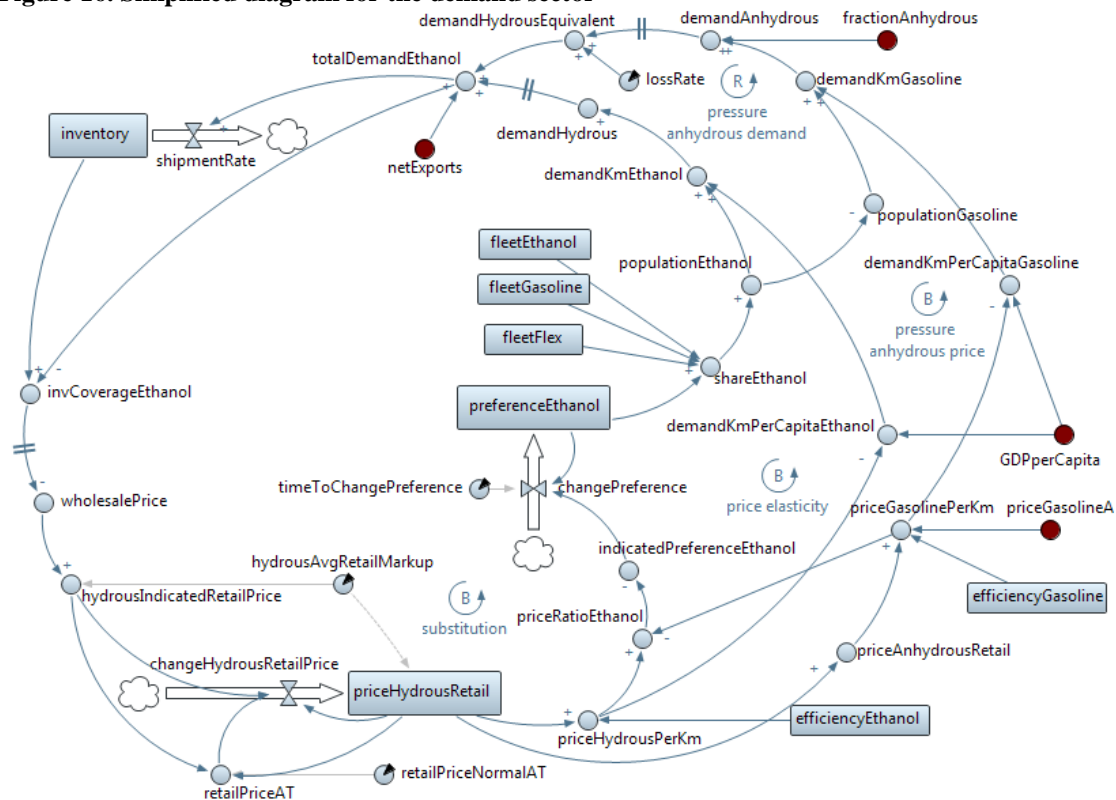 Figure 10. Simplified diagram for the demand sector
demandHydrousEquivalent
demandAnhydrous
fractionAnhydrous
totalDemandEthanol
lossRate
R
demandKmGasoline
pressure
anhydrous demand
inventory
shipmentRate
demandHydrous
netExports
demandKmEthanol
populationGasoline
fleetEthanol
populationEthanol
demandKmPerCapitaGasoline
fleetGasoline
B
pressure
anhydrous price
fleetFlex
shareEthanol
invCoverageEthanol
preferenceEthanol
demandKmPerCapitaEthanol
GDPperCapita
B
price elasticity
timeToChangePreference
changePreference
wholesalePrice
priceGasolinePerKm
priceGasolineA
indicatedPreferenceEthanol
hydrousAvgRetailMarkup
hydrousIndicatedRetailPrice
B
substitution
efficiencyGasoline
priceRatioEthanol
priceAnhydrousRetail
changeHydrousRetailPrice
priceHydrousRetail
efficiencyEthanol
priceHydrousPerKm
retailPriceNormalAT
retailPriceAT